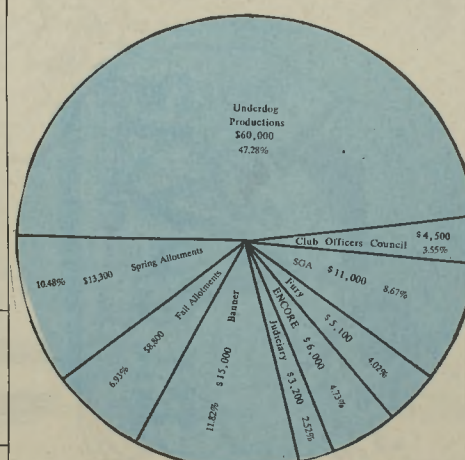 Underdog
Productions
$60,000
47.28%
Club Officers Council $4,500
3.55%
SGA $11,000 8.67%
Fury $5,100 4.02%
ENCORE $6,000 4.73%
Judiciary $3,200 2.52%
Banner $15,000 11.82%
Fall Allotments $8,800 6.93%
Spring Allotments $13,300 10.48%